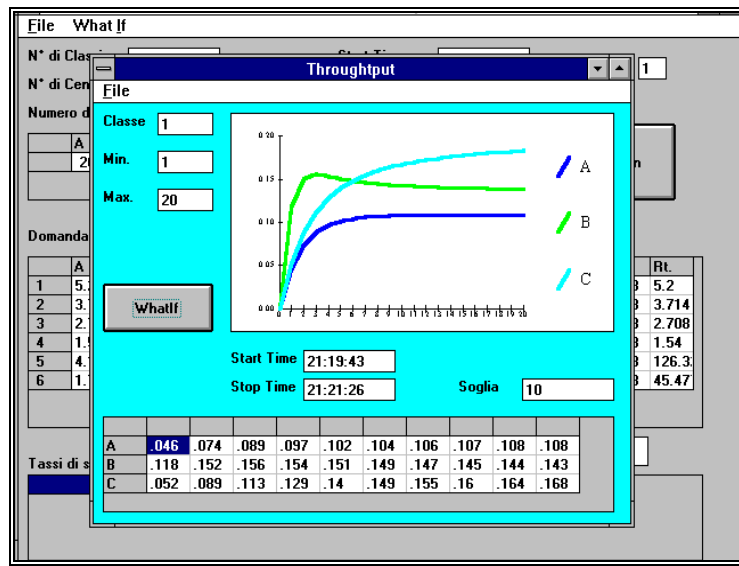 File What If
N° di Clas
N° di Cen
Numero d
A
1
Throughtput
File
Classe 1
Min. 1
Max. 20
WhatIf
0.20
0.15
0.10
0.05
0.00
0 1 2 3 4 5 6 7 8 9 10 11 12 13 14 15 16 17 18 19 20
A
B
C
Start Time 21:19:43
Stop Time 21:21:26
Soglia 10
A .046 .074 .089 .097 .102 .104 .106 .107 .108 .108
B .118 .152 .156 .154 .151 .149 .147 .145 .144 .143
C .052 .089 .113 .129 .14 .149 .155 .16 .164 .168
Domanda
A Rt.
1 5. 5.2
2 3. 3.714
3 2. 2.708
4 1. 1.54
5 4. 126.3
6 1. 45.47
Tassi di s